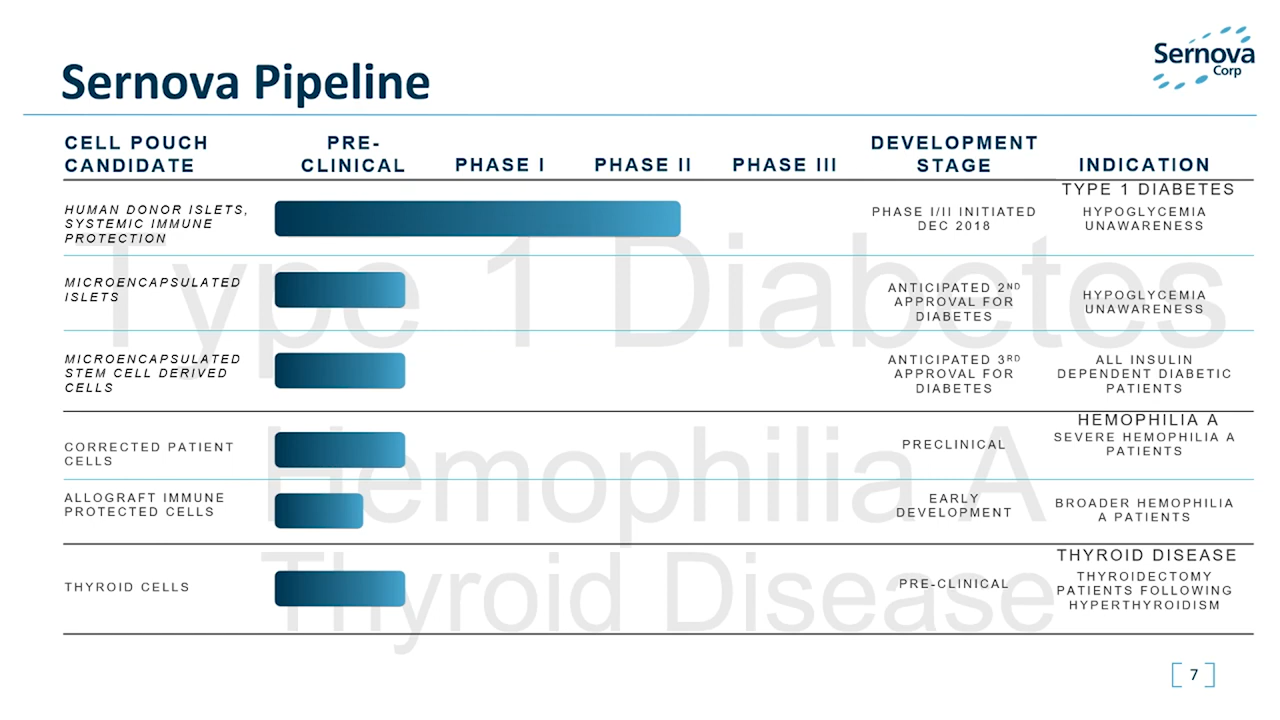 Sernova
Corp
Sernova Pipeline
CELL POUCH
CANDIDATE
PRE-
CLINICAL
PHASE I
PHASE II
PHASE III
DEVELOPMENT
STAGE
INDICATION
TYPE 1 DIABETES
HUMAN DONOR ISLETS,
SYSTEMIC IMMUNE
PROTECTION
PHASE I/II INITIATED
DEC 2018
HYPOGLYCEMIA
UNAWARENESS
Type 1 Diabetes
MICROENCAPSULATED
ISLETS
ANTICIPATED 2ND
APPROVAL FOR
DIABETES
HYPOGLYCEMIA
UNAWARENESS
MICROENCAPSULATED
STEM CELL DERIVED
CELLS
ANTICIPATED 3RD
APPROVAL FOR
DIABETES
ALL INSULIN
DEPENDENT DIABETIC
PATIENTS
HEMOPHILIA A
CORRECTED PATIENT
CELLS
PRECLINICAL
SEVERE HEMOPHILIA A
PATIENTS
Hemophilia A
ALLOGRAFT IMMUNE
PROTECTED CELLS
EARLY
DEVELOPMENT
BROADER HEMOPHILIA
A PATIENTS
THYROID DISEASE
THYROID CELLS
PRE-CLINICAL
THYROIDECTOMY
PATIENTS FOLLOWING
HYPERTHYROIDISM
Thyroid Disease
7